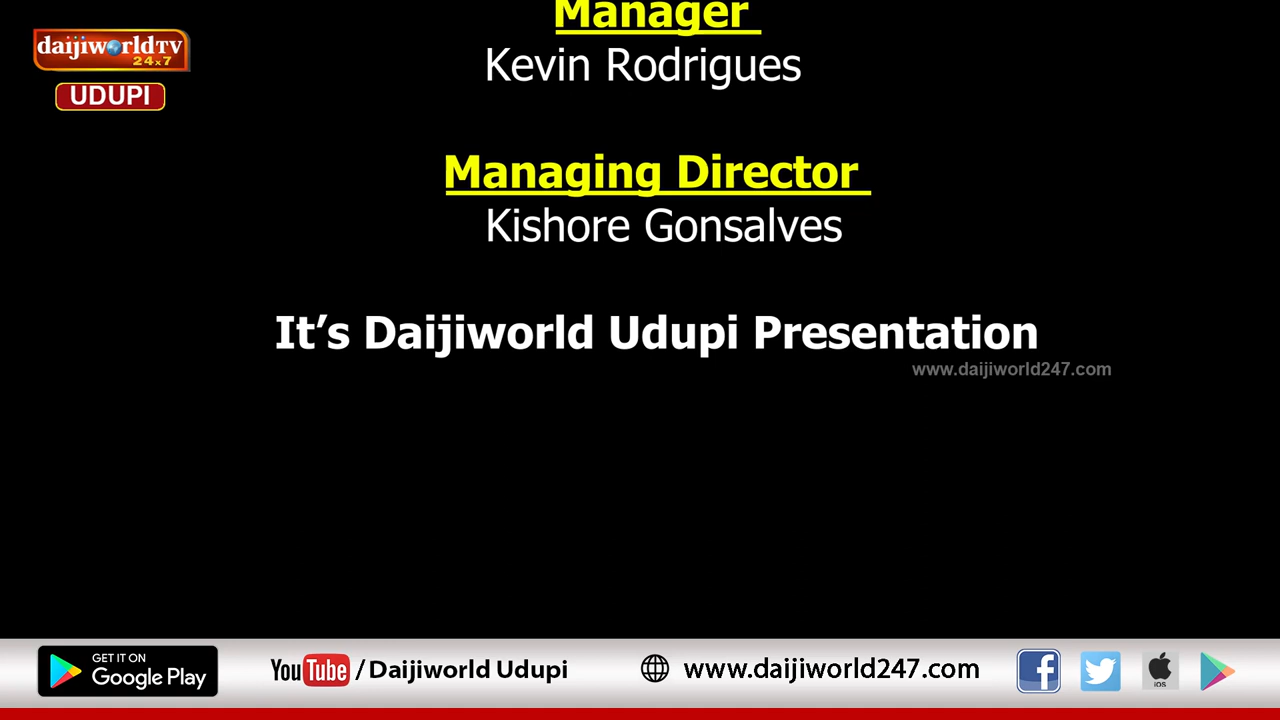 Manager
daijiworldTV
24x7
UDUPI
Kevin Rodrigues
Managing Director
Kishore Gonsalves
It’s Daijiworld Udupi Presentation
www.daijiworld247.com
GET IT ON
Google Play
YouTube / Daijiworld Udupi
www.daijiworld247.com
f
iOS